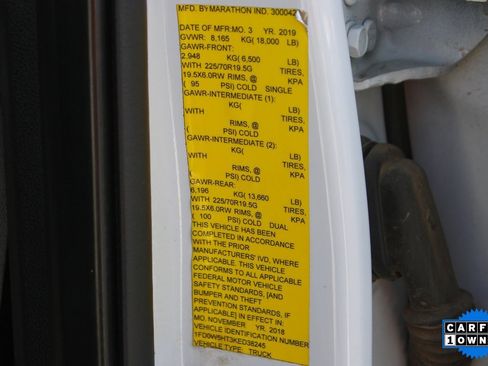 MFD. BY MARATHON IND. 300042
DATE OF MFR: MO. 3 YR. 2019
GVWR: 8,165 KG( 18,000 LB)
GAWR-FRONT:
2,948 KG( 6,500 LB)
WITH 225/70R19.5G TIRES,
19.5X6.0RW RIMS, @ KPA
( 95 PSI) COLD SINGLE
GAWR-INTERMEDIATE (1):
KG( LB)
WITH TIRES,
RIMS, @ KPA
( PSI) COLD
GAWR-INTERMEDIATE (2):
KG( LB)
WITH TIRES,
RIMS, @ KPA
( PSI) COLD
GAWR-REAR:
6,196 KG( 13,660 LB)
WITH 225/70R19.5G TIRES,
19.5X6.0RW RIMS, @ KPA
( 100 PSI) COLD DUAL
THIS VEHICLE HAS BEEN
COMPLETED IN ACCORDANCE
WITH THE PRIOR
MANUFACTURERS' IVD, WHERE
APPLICABLE. THIS VEHICLE
CONFORMS TO ALL APPLICABLE
FEDERAL MOTOR VEHICLE
SAFETY STANDARDS, [AND
BUMPER AND THEFT
PREVENTION STANDARDS, IF
APPLICABLE] IN EFFECT IN:
MO. NOVEMBER YR. 2018
VEHICLE IDENTIFICATION NUMBER
1FD0W5HT3KED38245
VEHICLE TYPE: TRUCK
CARF
1 OWN